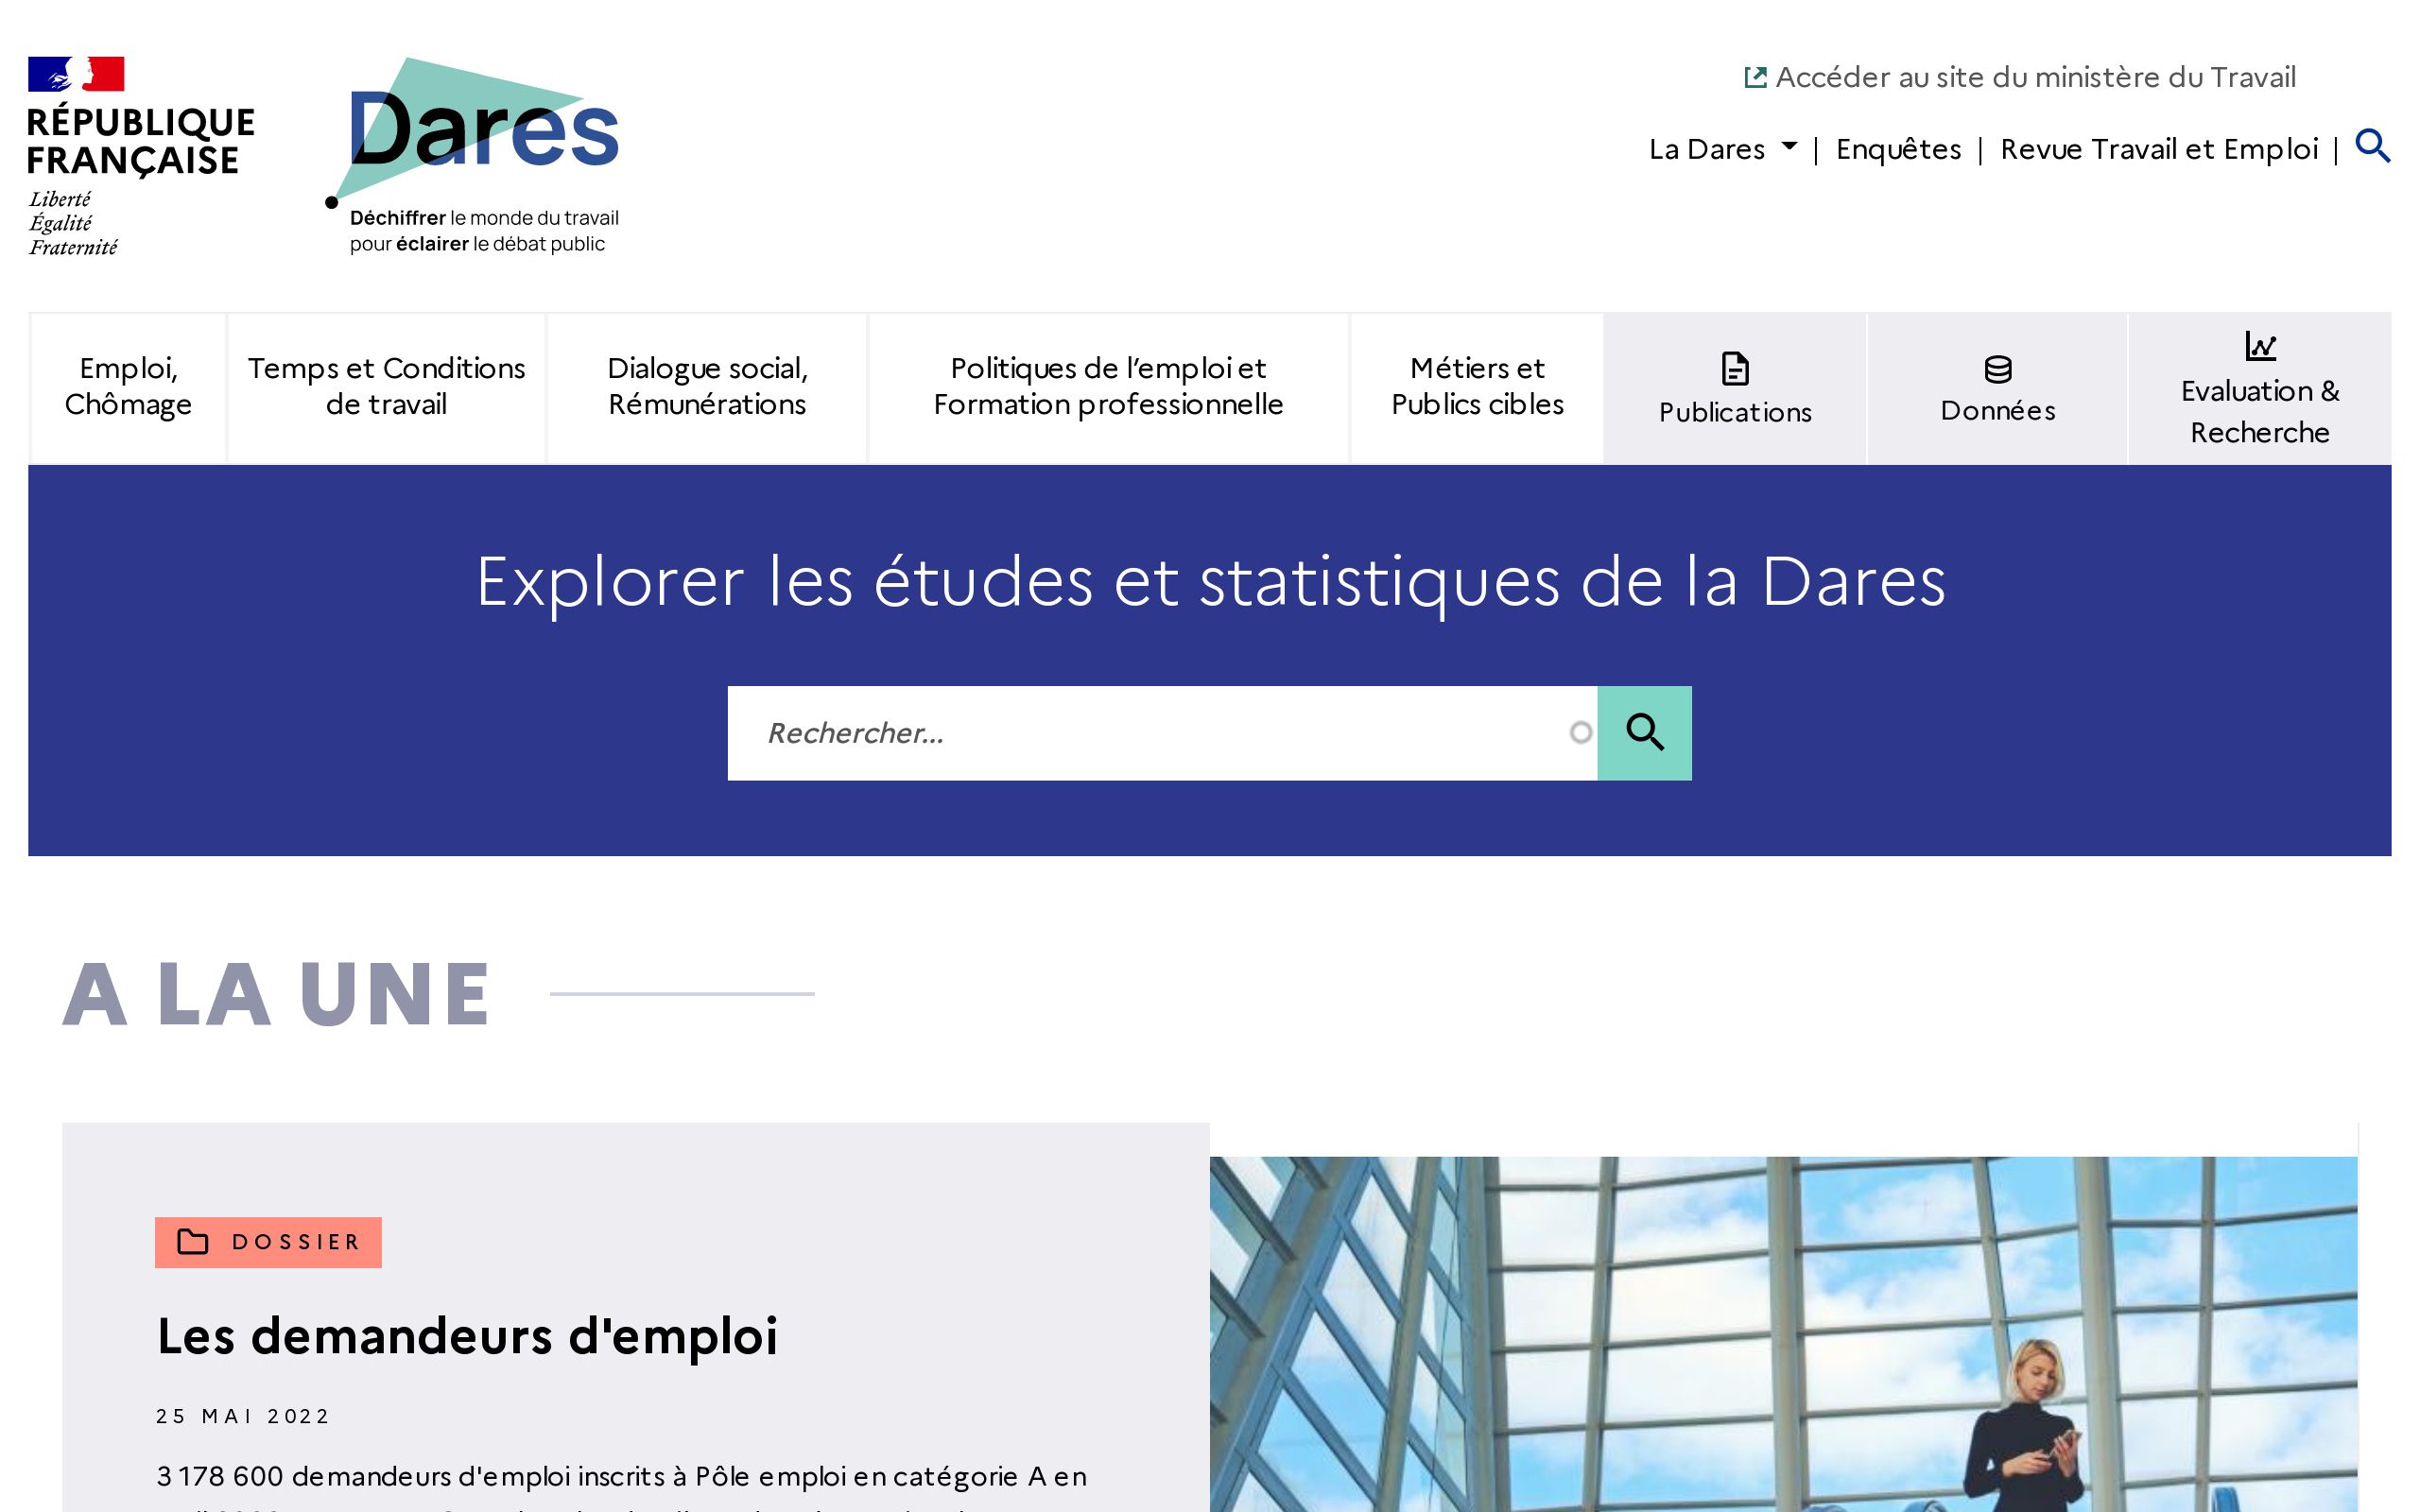 RÉPUBLIQUE
FRANÇAISE
Liberté
Égalité
Fraternité
Dares
Déchiffrer le monde du travail
pour éclairer le débat public
Accéder au site du ministère du Travail
La Dares | Enquêtes | Revue Travail et Emploi |
Emploi,
Chômage
Temps et Conditions
de travail
Dialogue social,
Rémunérations
Politiques de l’emploi et
Formation professionnelle
Métiers et
Publics cibles
Publications
Données
Evaluation &
Recherche
Explorer les études et statistiques de la Dares
Rechercher...
A LA UNE
DOSSIER
Les demandeurs d'emploi
25 MAI 2022
3 178 600 demandeurs d'emploi inscrits à Pôle emploi en catégorie A en